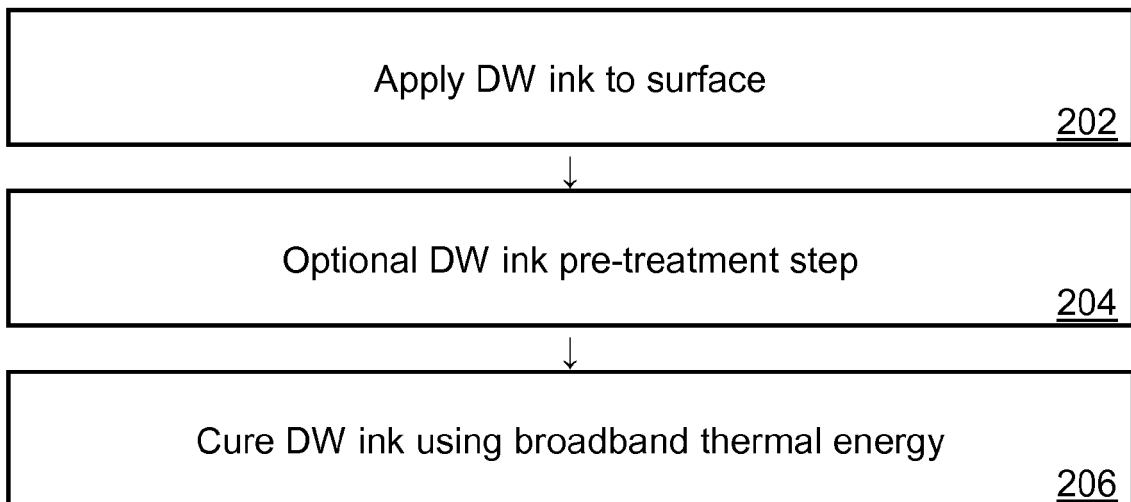 Apply DW ink to surface
202
↓
Optional DW ink pre-treatment step
204
↓
Cure DW ink using broadband thermal energy
206